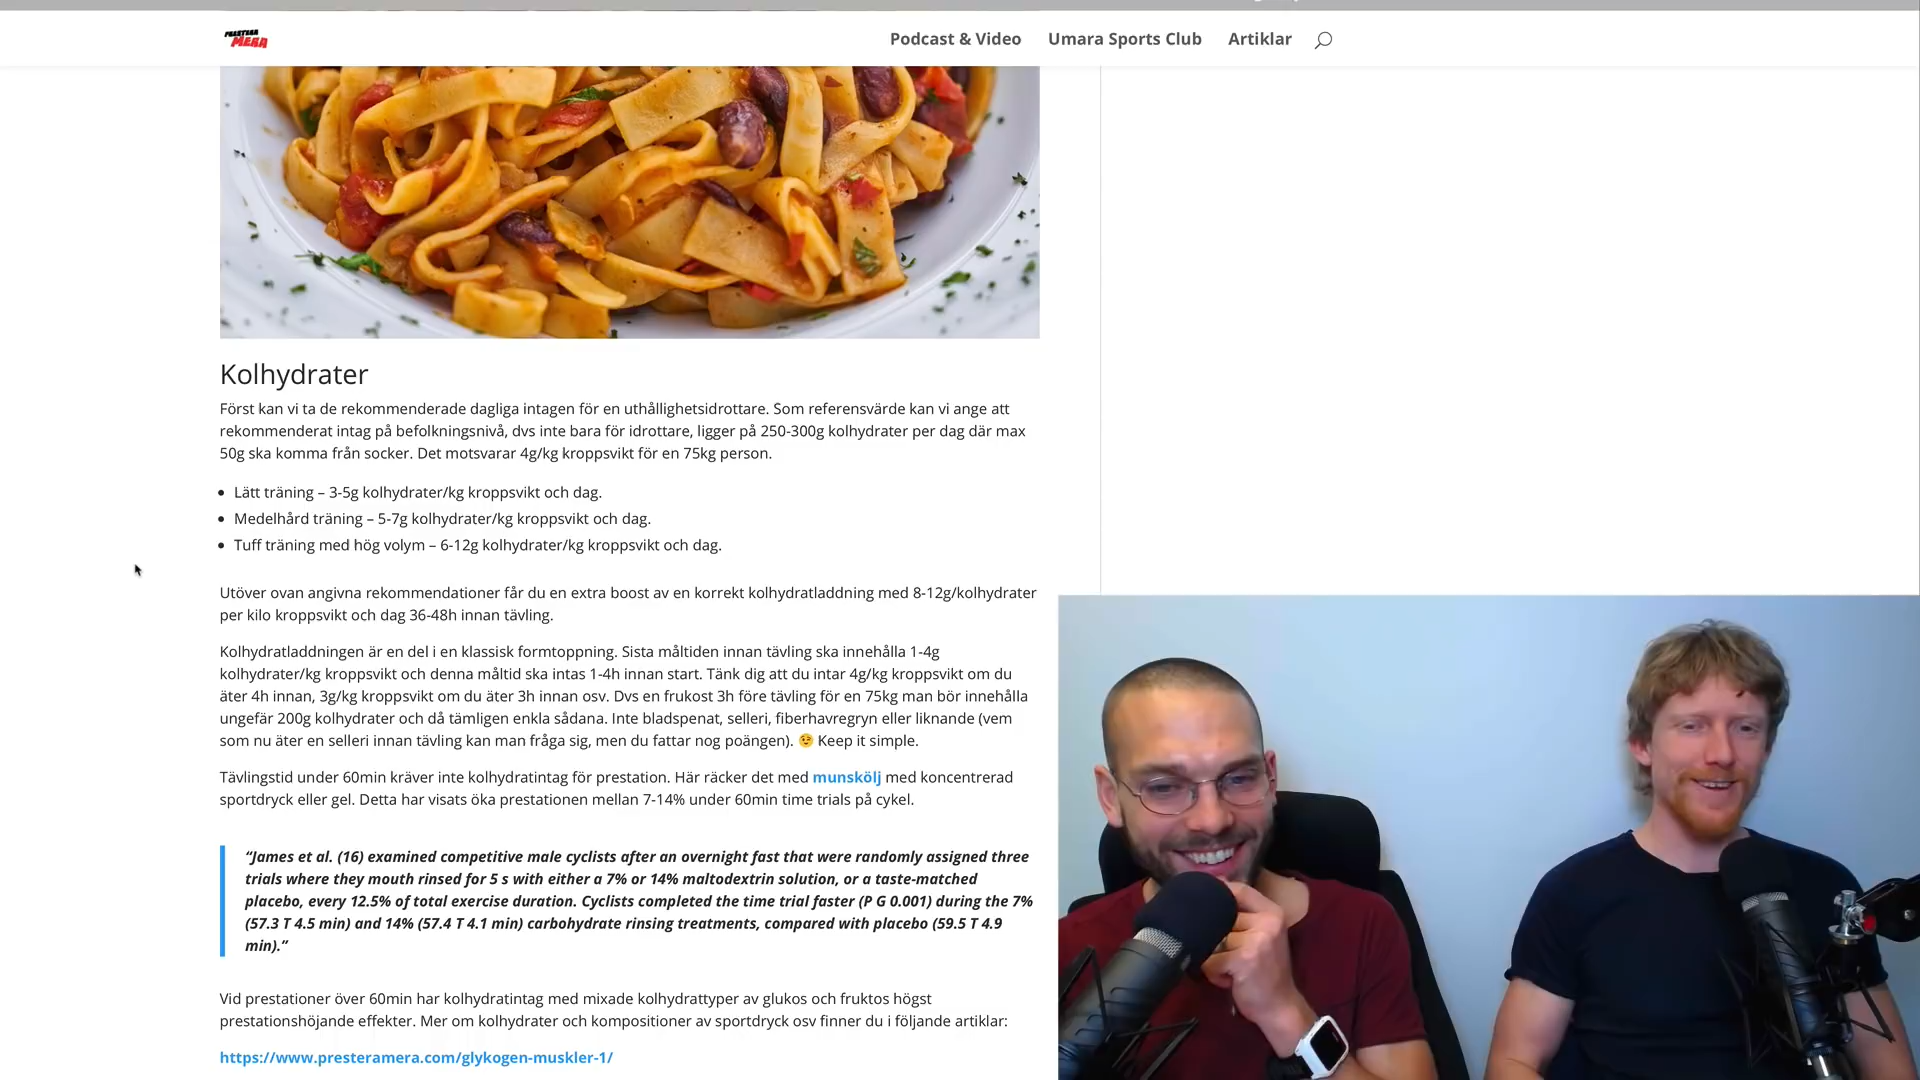 PRESTERA
MERA
Podcast & Video
Umara Sports Club
Artiklar
Kolhydrater
Först kan vi ta de rekommenderade dagliga intagen för en uthållighetsidrottare. Som referensvärde kan vi ange att
rekommenderat intag på befolkningsnivå, dvs inte bara för idrottare, ligger på 250-300g kolhydrater per dag där max
50g ska komma från socker. Det motsvarar 4g/kg kroppsvikt för en 75kg person.
Lätt träning – 3-5g kolhydrater/kg kroppsvikt och dag.
Medelhård träning – 5-7g kolhydrater/kg kroppsvikt och dag.
Tuff träning med hög volym – 6-12g kolhydrater/kg kroppsvikt och dag.
Utöver ovan angivna rekommendationer får du en extra boost av en korrekt kolhydratladdning med 8-12g/kolhydrater
per kilo kroppsvikt och dag 36-48h innan tävling.
Kolhydratladdningen är en del i en klassisk formtoppning. Sista måltiden innan tävling ska innehålla 1-4g
kolhydrater/kg kroppsvikt och denna måltid ska intas 1-4h innan start. Tänk dig att du intar 4g/kg kroppsvikt om du
äter 4h innan, 3g/kg kroppsvikt om du äter 3h innan osv. Dvs en frukost 3h före tävling för en 75kg man bör innehålla
ungefär 200g kolhydrater och då tämligen enkla sådana. Inte bladspenat, selleri, fiberhavregryn eller liknande (vem
som nu äter en selleri innan tävling kan man fråga sig, men du fattar nog poängen). 😉 Keep it simple.
Tävlingstid under 60min kräver inte kolhydratintag för prestation. Här räcker det med munskölj med koncentrerad
sportdryck eller gel. Detta har visats öka prestationen mellan 7-14% under 60min time trials på cykel.
“James et al. (16) examined competitive male cyclists after an overnight fast that were randomly assigned three
trials where they mouth rinsed for 5 s with either a 7% or 14% maltodextrin solution, or a taste-matched
placebo, every 12.5% of total exercise duration. Cyclists completed the time trial faster (P G 0.001) during the 7%
(57.3 T 4.5 min) and 14% (57.4 T 4.1 min) carbohydrate rinsing treatments, compared with placebo (59.5 T 4.9
min).”
Vid prestationer över 60min har kolhydratintag med mixade kolhydrattyper av glukos och fruktos högst
prestationshöjande effekter. Mer om kolhydrater och kompositioner av sportdryck osv finner du i följande artiklar:
https://www.presteramera.com/glykogen-muskler-1/